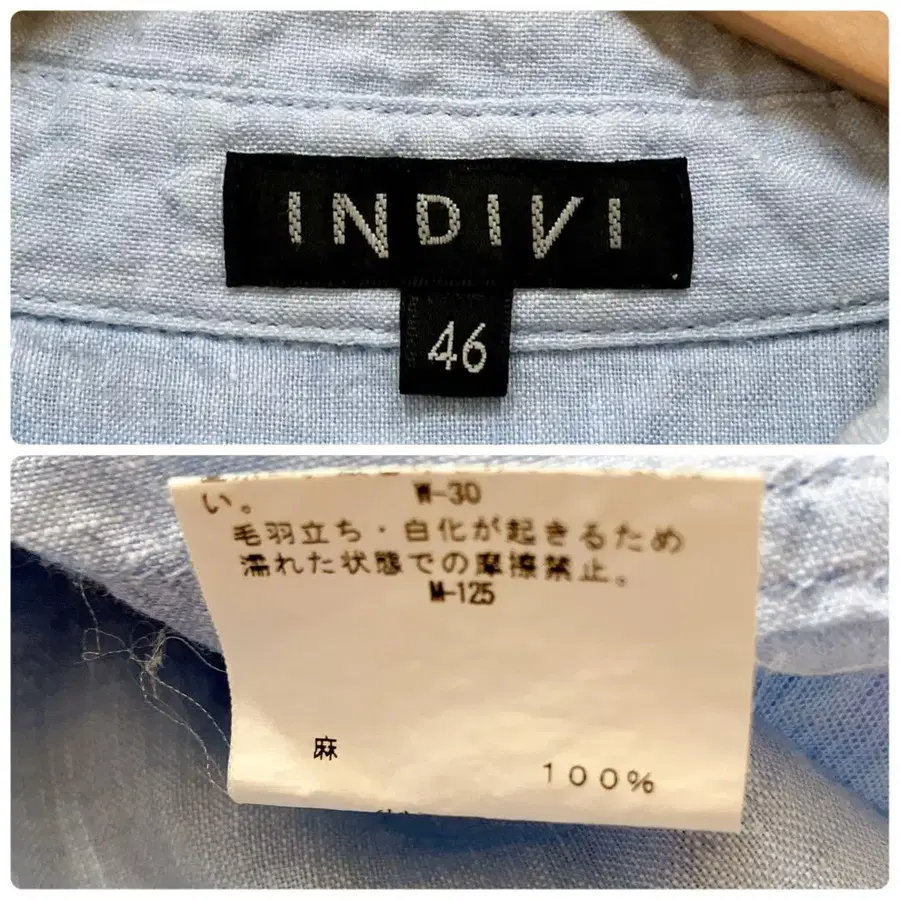 INDIVI
46
い。
W-30
毛羽立ち・白化が起きるため
濡れた状態での摩擦禁止。
M-125
麻
100%